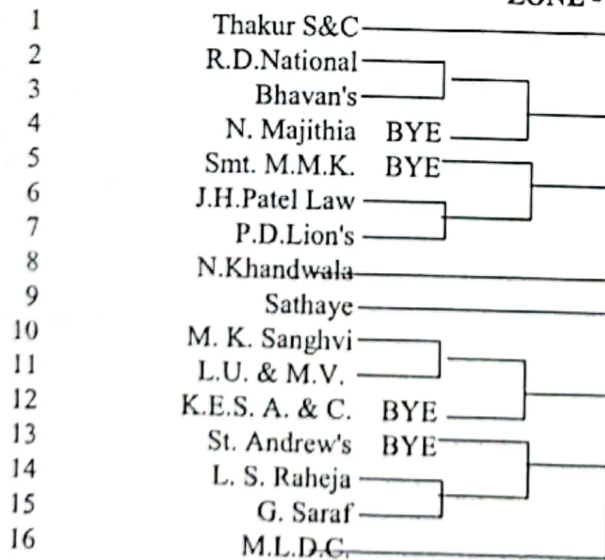 ZONE -
1 Thakur S&C
2 R.D.National
3 Bhavan's
4 N. Majithia BYE
5 Smt. M.M.K. BYE
6 J.H.Patel Law
7 P.D.Lion's
8 N.Khandwala
9 Sathaye
10 M. K. Sanghvi
11 L.U. & M.V.
12 K.E.S. A. & C. BYE
13 St. Andrew's BYE
14 L. S. Raheja
15 G. Saraf
16 M.L.D.C.